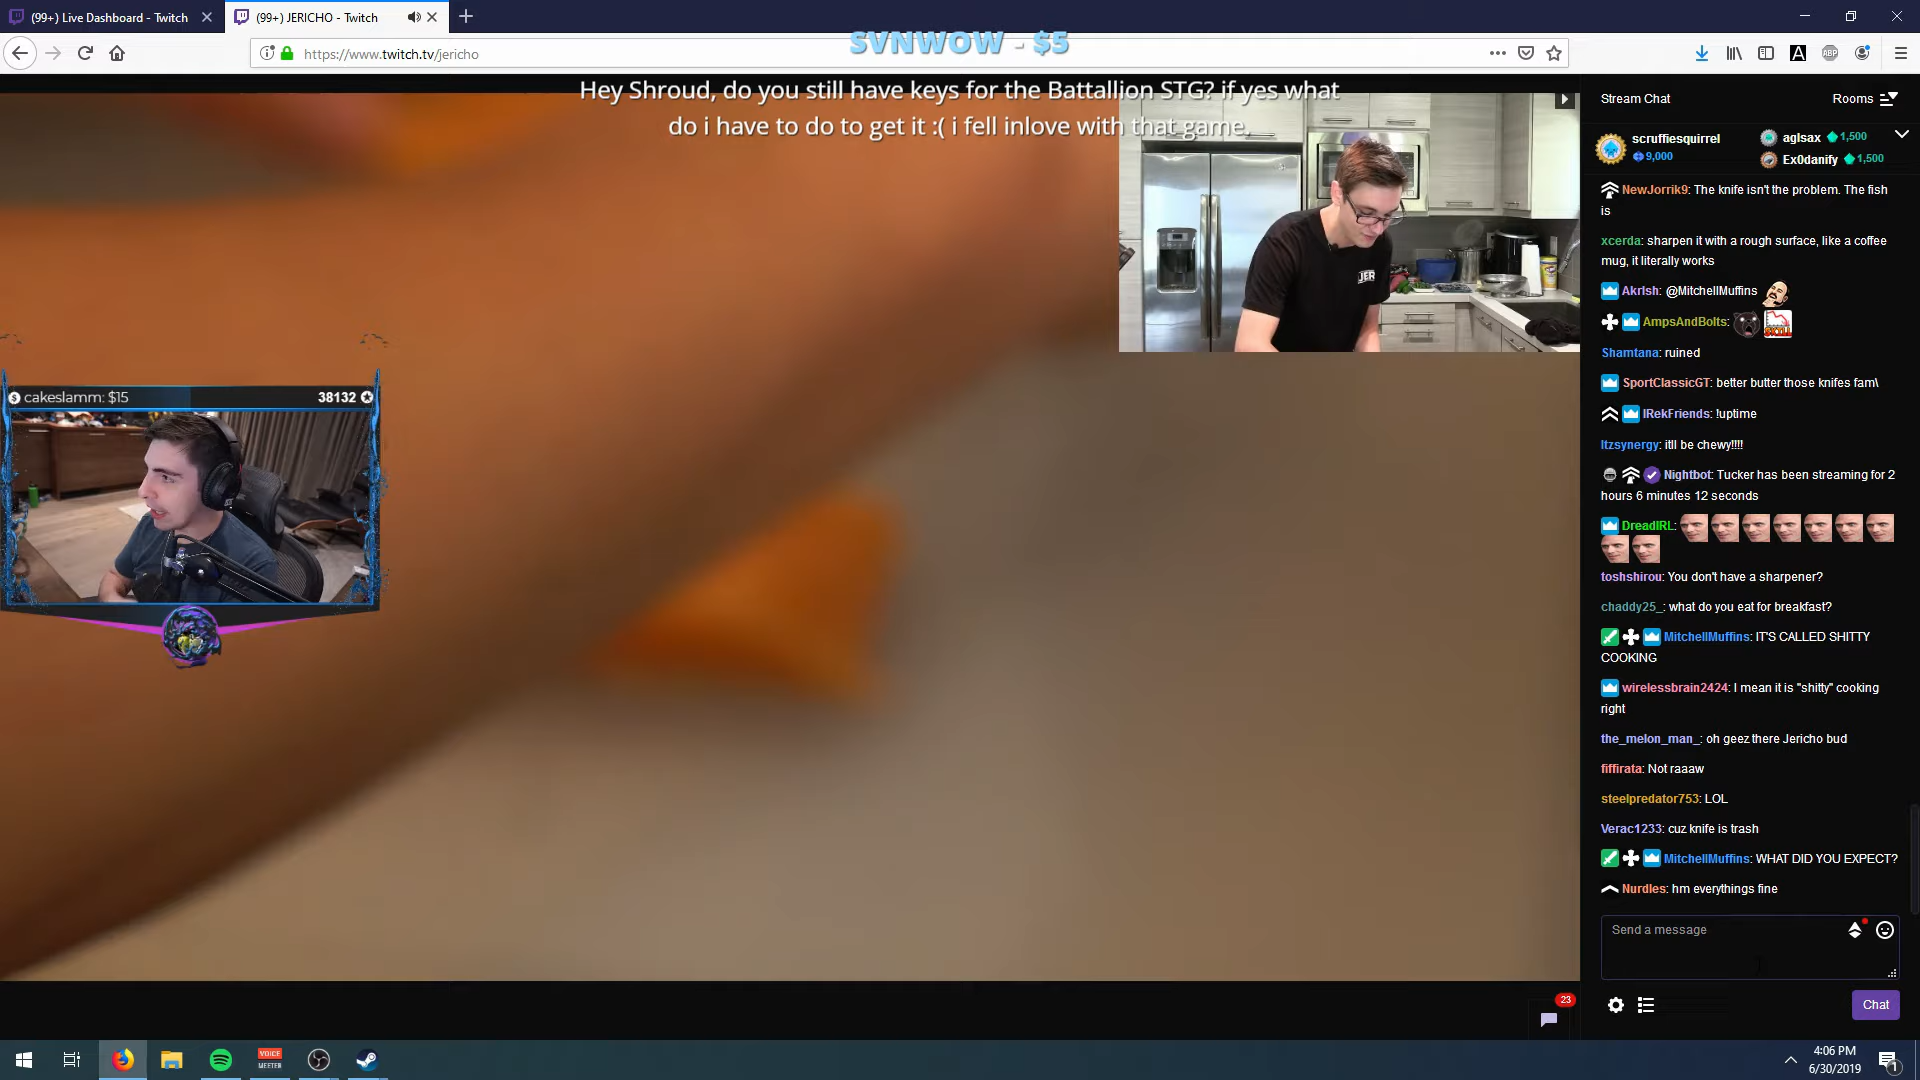 (99+) Live Dashboard - Twitch
(99+) JERICHO - Twitch
https://www.twitch.tv/jericho
SVNWOW - $5
Hey Shroud, do you still have keys for the Battallion STG? if yes what
do i have to do to get it :( i fell inlove with that game.
cakeslamm: $15
38132
JER
Stream Chat
Rooms
scruffiesquirrel
9,000
aglsax 1,500
Ex0danify 1,500
NewJorrik9: The knife isn't the problem. The fish
is
xcerda: sharpen it with a rough surface, like a coffee
mug, it literally works
Akrlsh: @MitchellMuffins
AmpsAndBolts:
Shamtana: ruined
SportClassicGT: better butter those knifes fam\
IRekFriends: !uptime
Itzsynergy: itll be chewy!!!!
Nightbot: Tucker has been streaming for 2
hours 6 minutes 12 seconds
DreadIRL:
toshshirou: You don't have a sharpener?
chaddy25_: what do you eat for breakfast?
MitchellMuffins: IT'S CALLED SHITTY
COOKING
wirelessbrain2424: I mean it is "shitty" cooking
right
the_melon_man_: oh geez there Jericho bud
fiffirata: Not raaaw
steelpredator753: LOL
Verac1233: cuz knife is trash
MitchellMuffins: WHAT DID YOU EXPECT?
Nurdles: hm everythings fine
Send a message
Chat
23
ABP
A
VOICE
MEETER
4:06 PM
6/30/2019
1